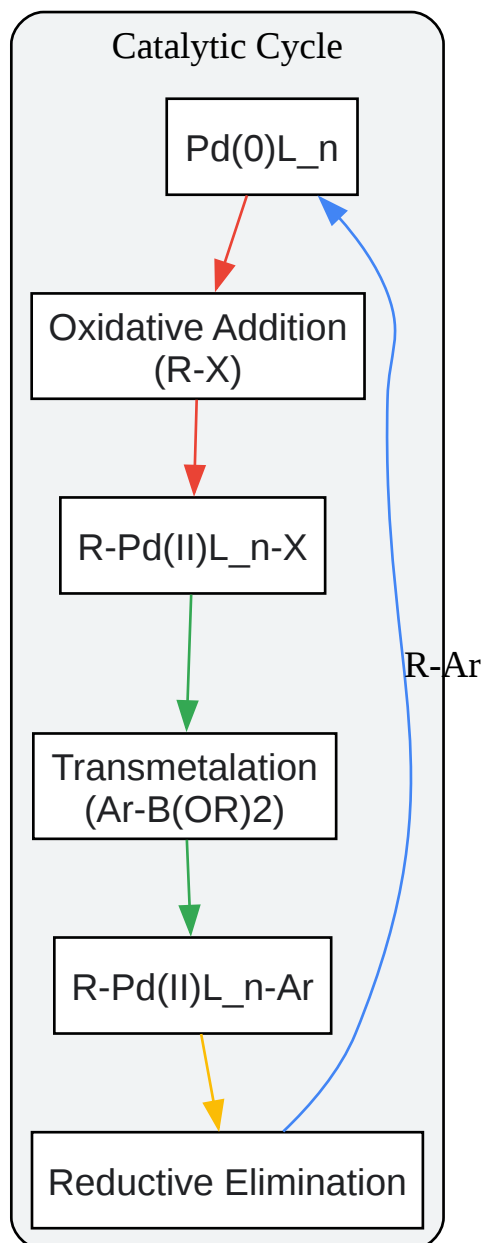 Catalytic Cycle
Pd(0)L_n
Oxidative Addition
(R-X)
R-Pd(II)L_n-X
R-Ar
Transmetalation
(Ar-B(OR)2)
R-Pd(II)L_n-Ar
Reductive Elimination